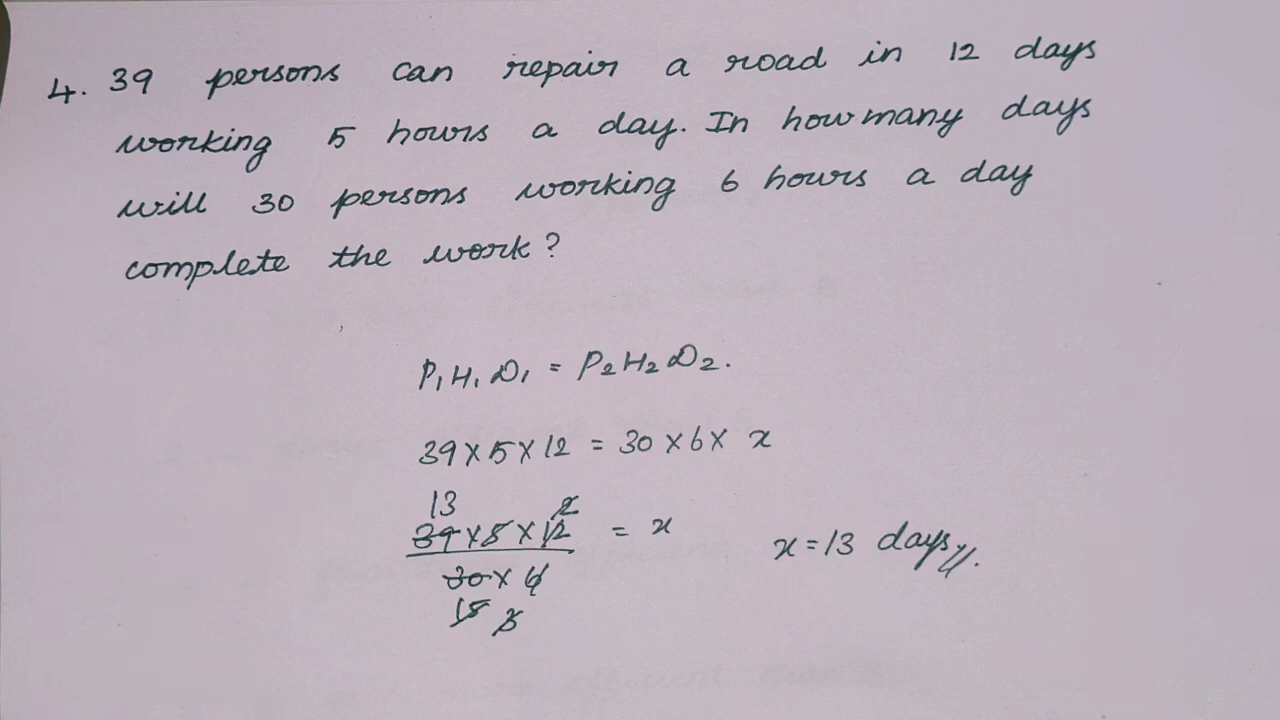 4. 39 persons can repair a road in 12 days
working 5 hours a day. In how many days
will 30 persons working 6 hours a day
complete the work?
P₁H₁D₁ = P₂H₂D₂.
39 × 5 × 12 = 30 × 6 × x
13 2
39 × 5 × 12 = x x = 13 days
30 × 6
15 3